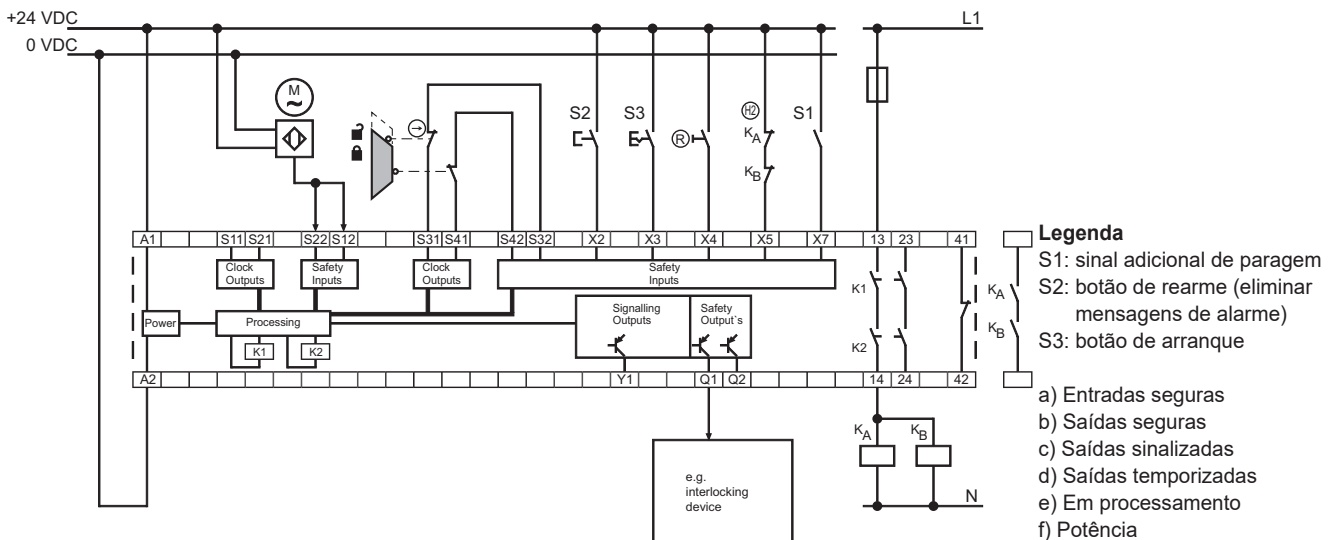 +24 VDC
L1
0 VDC
M
~
S2
S3
R
H2
KA
KB
S1
A1
S11
S21
S22
S12
S31
S41
S42
S32
X2
X3
X4
X5
X7
13
23
41
Clock
Outputs
Safety
Inputs
Clock
Outputs
Safety
Inputs
K1
Power
Processing
Signalling
Outputs
Safety
Output`s
K1
K2
K2
KA
KB
A2
Y1
Q1
Q2
14
24
42
KA
KB
e.g.
interlocking
device
N
Legenda
S1: sinal adicional de paragem
S2: botão de rearme (eliminar
mensagens de alarme)
S3: botão de arranque
a) Entradas seguras
b) Saídas seguras
c) Saídas sinalizadas
d) Saídas temporizadas
e) Em processamento
f) Potência